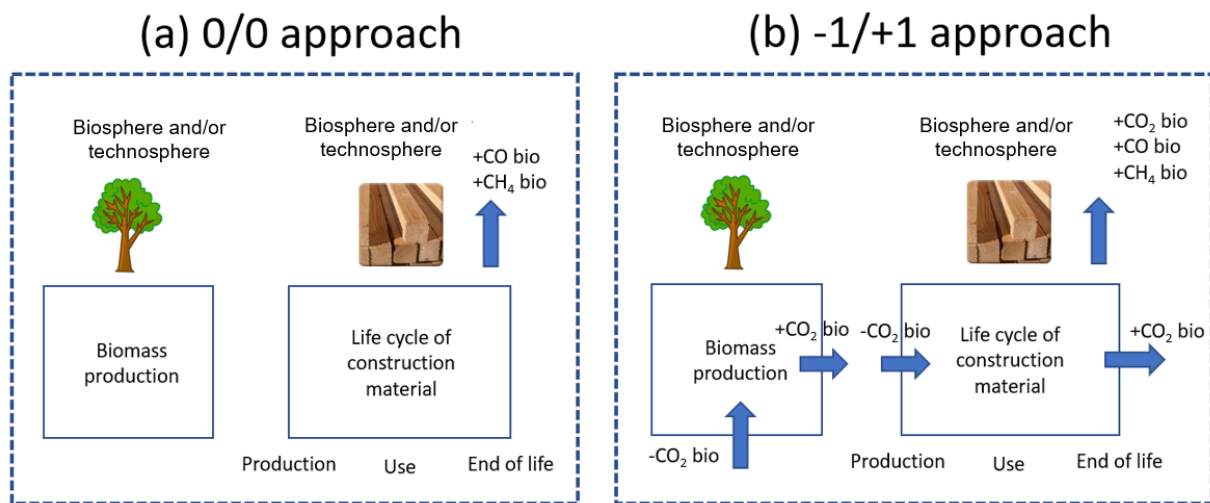 (a) 0/0 approach
Biosphere and/or
technosphere
Biosphere and/or
technosphere
+CO bio
+CH₄ bio
Biomass
production
Life cycle of
construction
material
Production
Use
End of life
(b) -1/+1 approach
Biosphere and/or
technosphere
Biosphere and/or
technosphere
+CO₂ bio
+CO bio
+CH₄ bio
+CO₂ bio
-CO₂ bio
Biomass
production
Life cycle of
construction
material
+CO₂ bio
-CO₂ bio
Production
Use
End of life